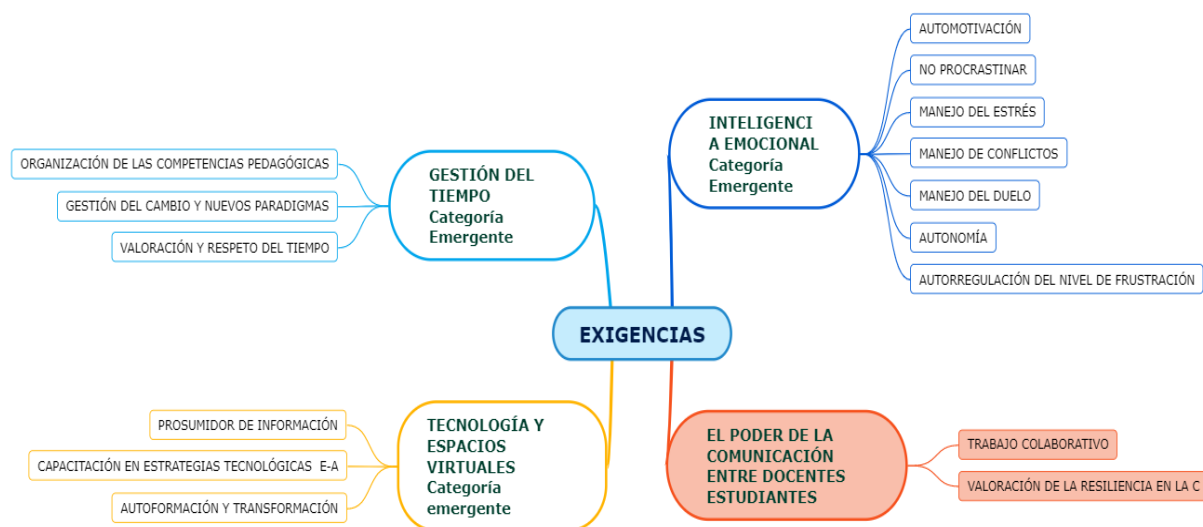 AUTOMOTIVACIÓN
NO PROCRASTINAR
MANEJO DEL ESTRÉS
MANEJO DE CONFLICTOS
MANEJO DEL DUELO
AUTONOMÍA
AUTORREGULACIÓN DEL NIVEL DE FRUSTRACIÓN
INTELIGENCI
A EMOCIONAL
Categoría
Emergente
ORGANIZACIÓN DE LAS COMPETENCIAS PEDAGÓGICAS
GESTIÓN DEL CAMBIO Y NUEVOS PARADIGMAS
VALORACIÓN Y RESPETO DEL TIEMPO
GESTIÓN DEL
TIEMPO
Categoría
Emergente
EXIGENCIAS
PROSUMIDOR DE INFORMACIÓN
CAPACITACIÓN EN ESTRATEGIAS TECNOLÓGICAS E-A
AUTOFORMACIÓN Y TRANSFORMACIÓN
TECNOLOGÍA Y
ESPACIOS
VIRTUALES
Categoría
emergente
EL PODER DE LA
COMUNICACIÓN
ENTRE DOCENTES
ESTUDIANTES
TRABAJO COLABORATIVO
VALORACIÓN DE LA RESILIENCIA EN LA C